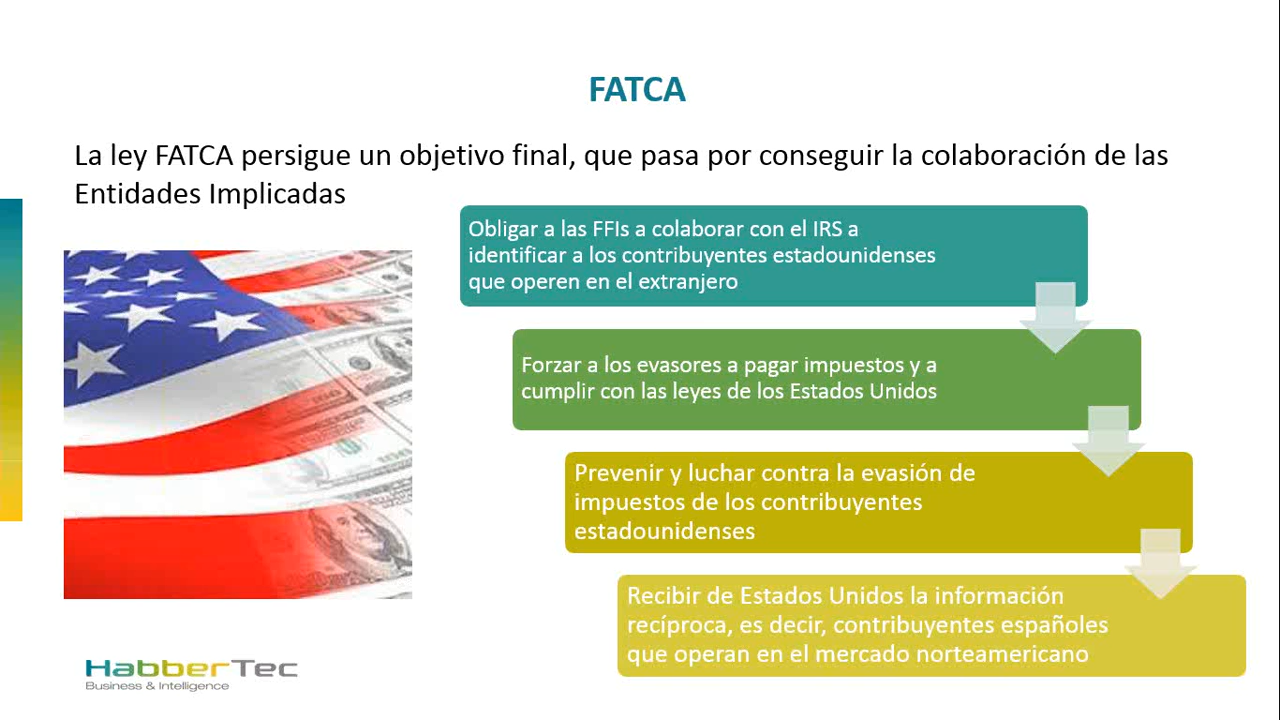 FATCA
La ley FATCA persigue un objetivo final, que pasa por conseguir la colaboración de las
Entidades Implicadas
Obligar a las FFIs a colaborar con el IRS a
identificar a los contribuyentes estadounidenses
que operen en el extranjero
Forzar a los evasores a pagar impuestos y a
cumplir con las leyes de los Estados Unidos
Prevenir y luchar contra la evasión de
impuestos de los contribuyentes
estadounidenses
Recibir de Estados Unidos la información
recíproca, es decir, contribuyentes españoles
que operan en el mercado norteamericano
HabberTec
Business & Intelligence